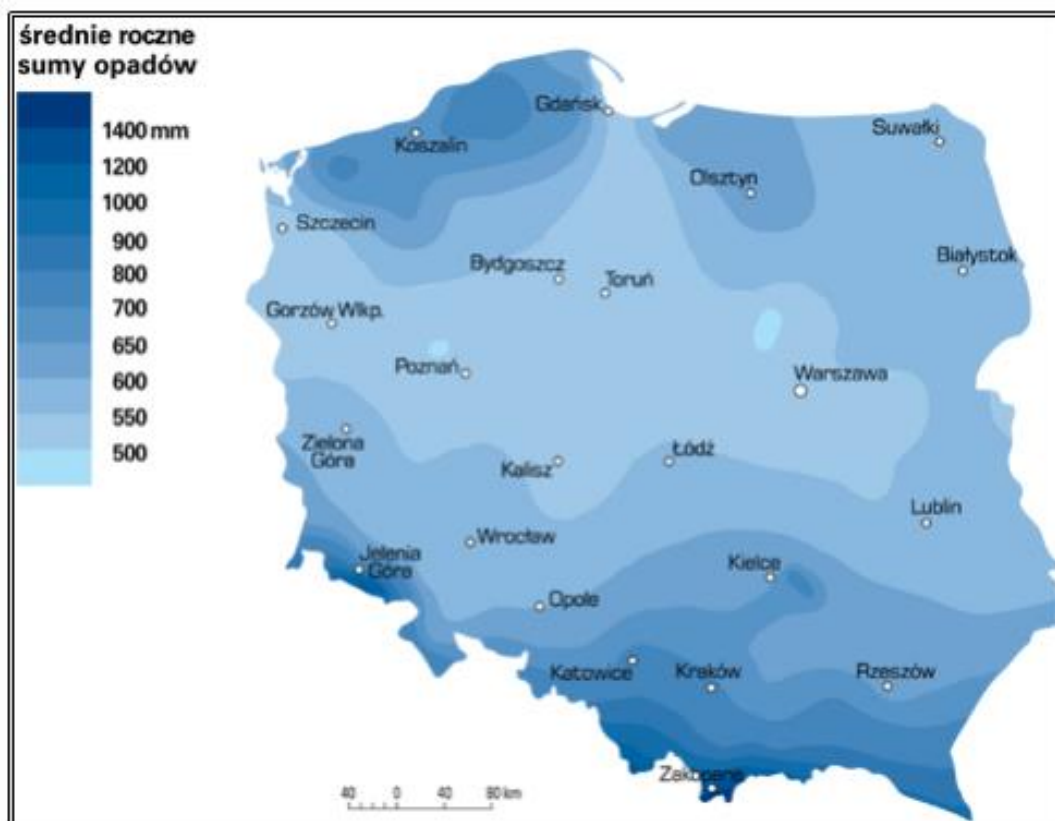 średnie roczne
sumy opadów
1400 mm
1200
1000
900
800
700
650
600
550
500
Gdańsk
Koszalin
Suwałki
Olsztyn
Szczecin
Białystok
Bydgoszcz
Toruń
Gorzów Wlkp.
Poznań
Warszawa
Zielona
Góra
Kalisz
Łódź
Lublin
Wrocław
Jelenia
Góra
Kielce
Opole
Katowice
Kraków
Rzeszów
Zakopane
40 0 40 80 km